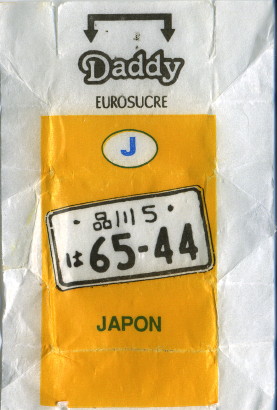 Daddy
EUROSUCRE
J
品川 5
は 65-44
JAPON